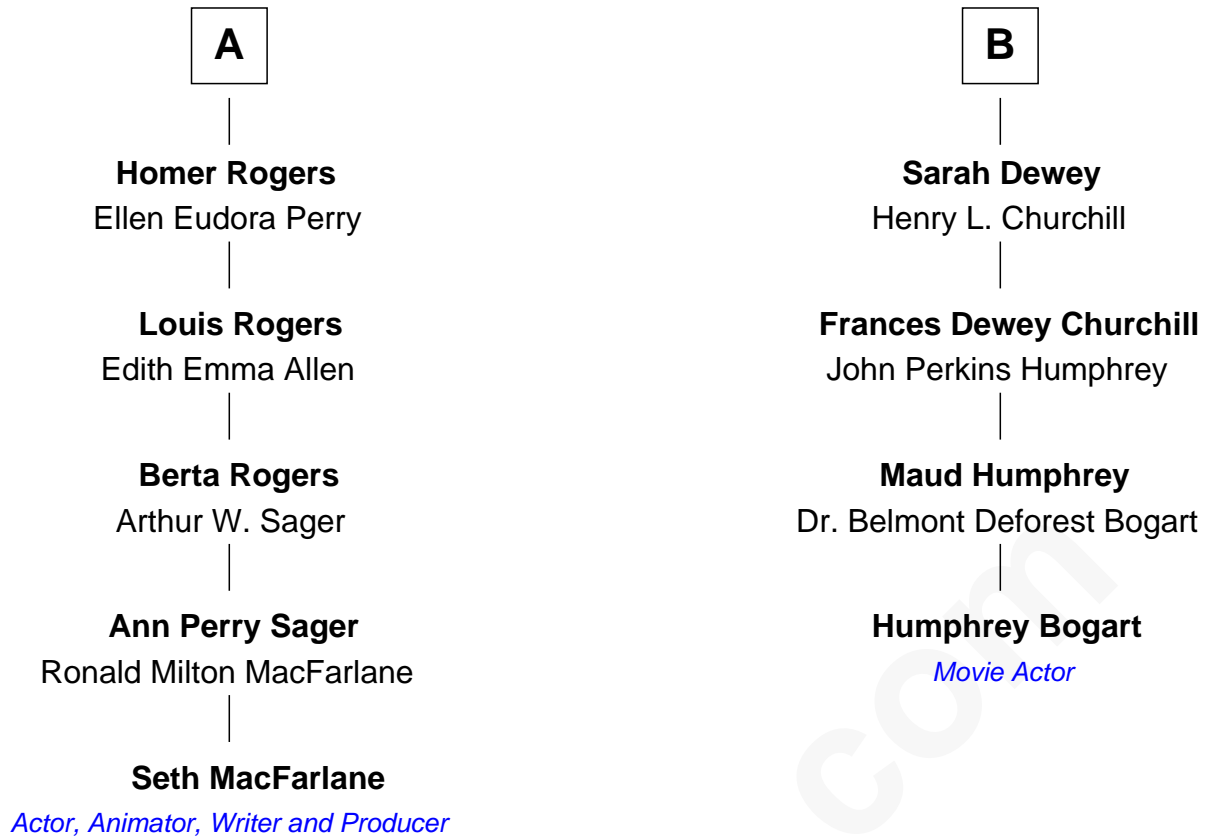 A
Homer Rogers
Ellen Eudora Perry
Louis Rogers
Edith Emma Allen
Berta Rogers
Arthur W. Sager
Ann Perry Sager
Ronald Milton MacFarlane
Seth MacFarlane
Actor, Animator, Writer and Producer
B
Sarah Dewey
Henry L. Churchill
Frances Dewey Churchill
John Perkins Humphrey
Maud Humphrey
Dr. Belmont Deforest Bogart
Humphrey Bogart
Movie Actor
com